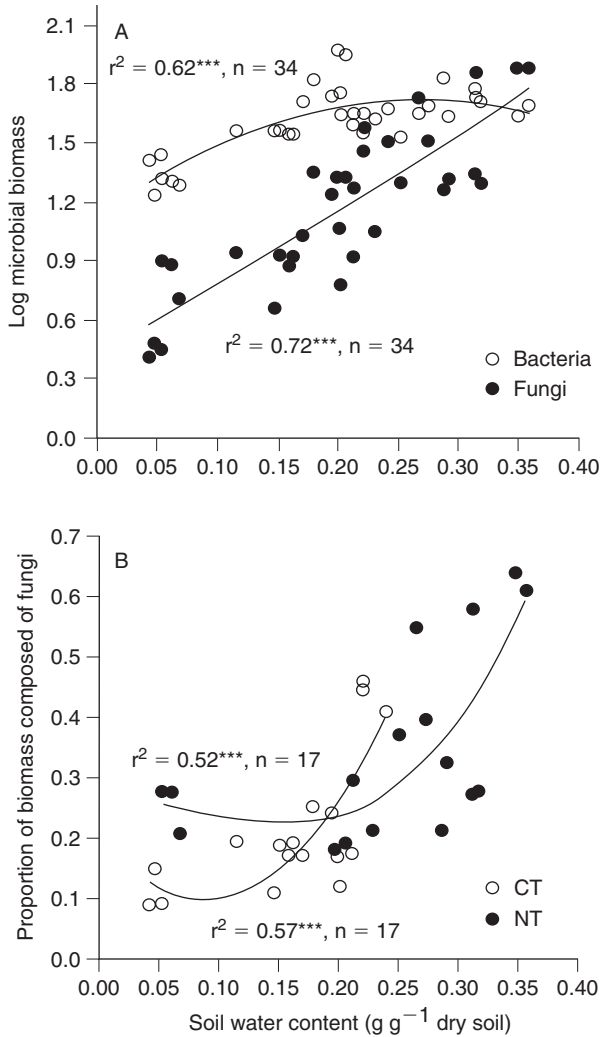 A
r² = 0.62***, n = 34
Log microbial biomass
2.1
1.8
1.5
1.2
0.9
0.6
0.3
0.0
r² = 0.72***, n = 34
Bacteria
Fungi
0.00 0.05 0.10 0.15 0.20 0.25 0.30 0.35 0.40
B
Proportion of biomass composed of fungi
0.7
0.6
0.5
0.4
0.3
0.2
0.1
0.0
r² = 0.52***, n = 17
r² = 0.57***, n = 17
CT
NT
0.00 0.05 0.10 0.15 0.20 0.25 0.30 0.35 0.40
Soil water content (g g⁻¹ dry soil)